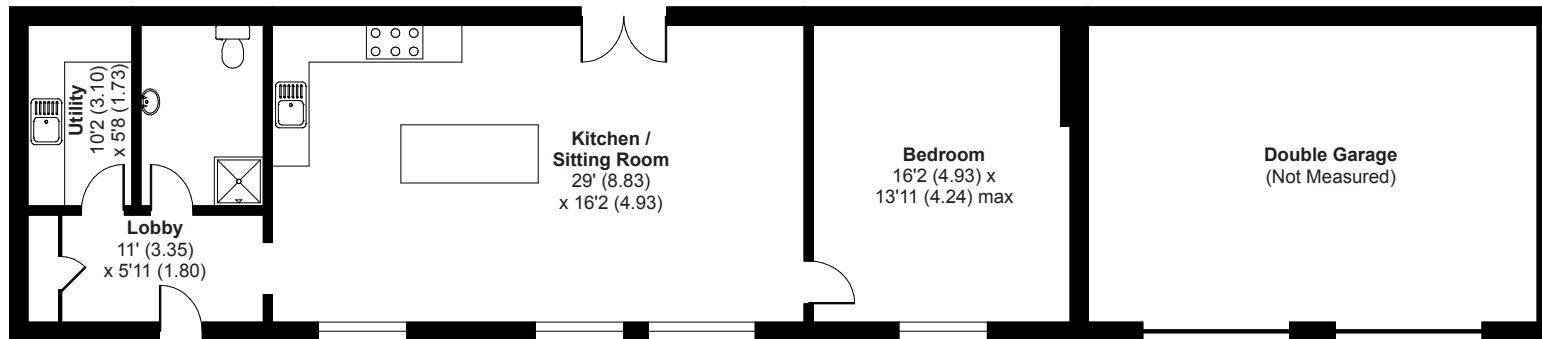 Utility
10'2 (3.10)
x 5'8 (1.73)
Lobby
11' (3.35)
x 5'11 (1.80)
Kitchen /
Sitting Room
29' (8.83)
x 16'2 (4.93)
Bedroom
16'2 (4.93) x
13'11 (4.24) max
Double Garage
(Not Measured)